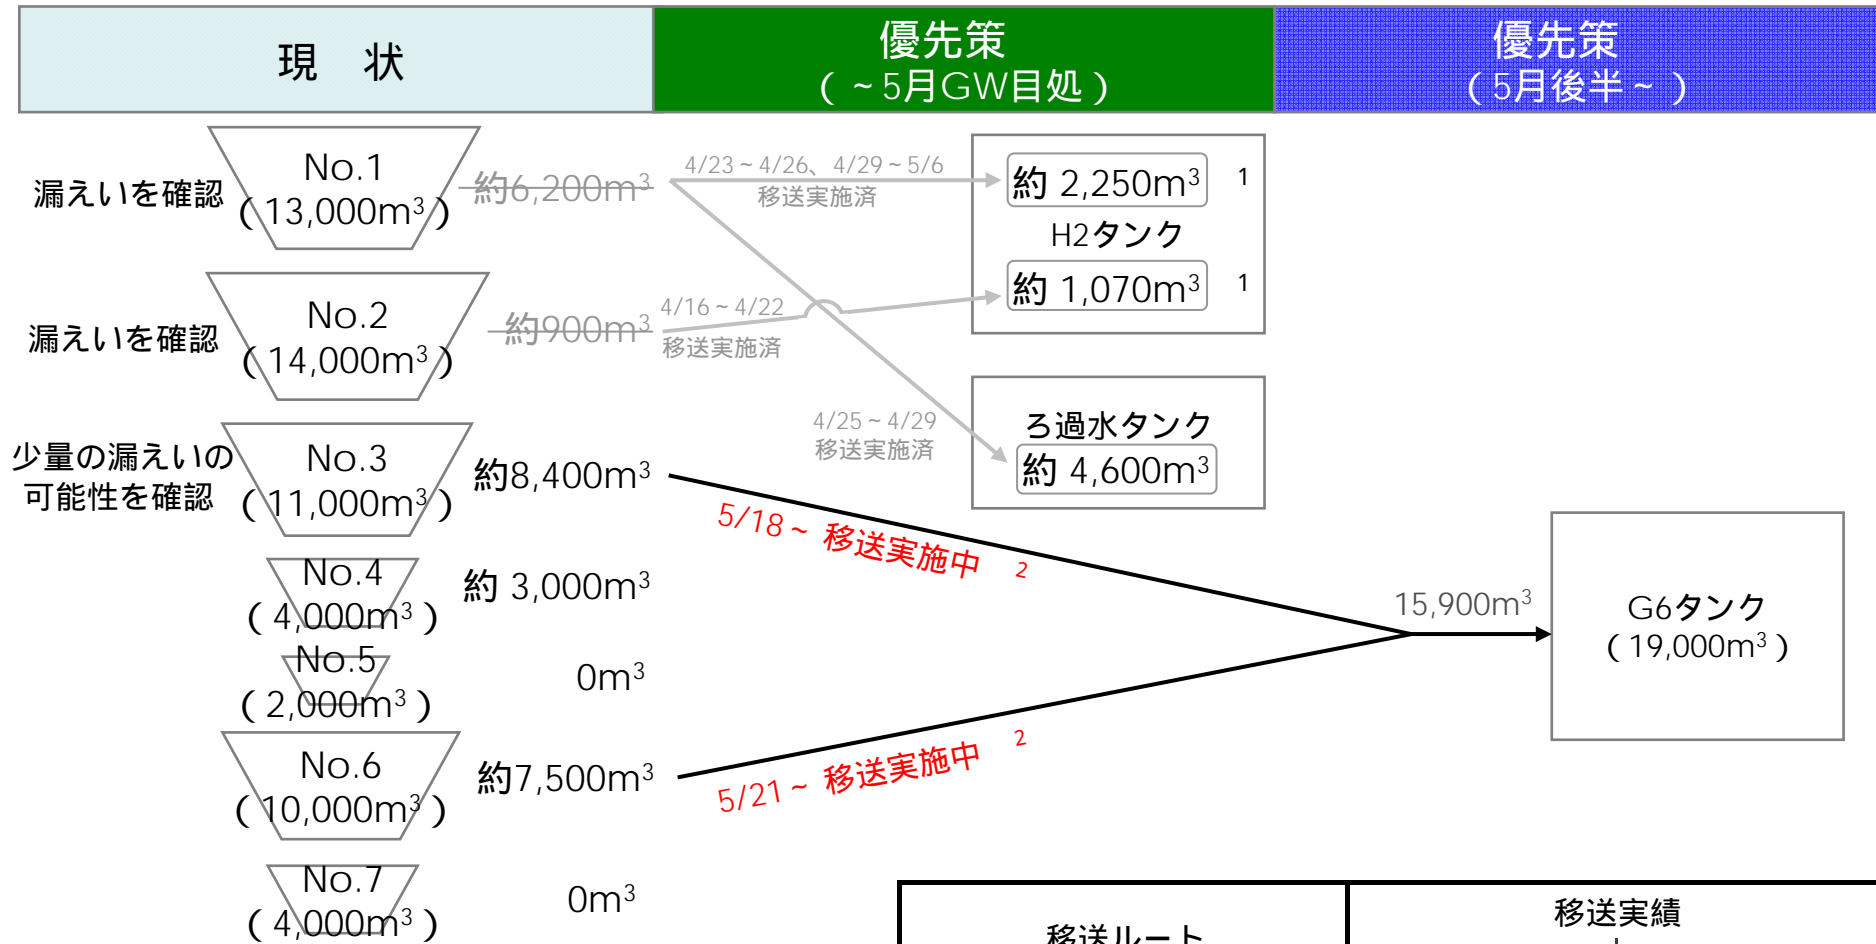 現　状
優先策
（～5月GW目処）
優先策
（5月後半～）
漏えいを確認
No.1
（13,000m³）
約6,200m³
4/23～4/26、4/29～5/6
移送実施済
約 2,250m³
1
H2タンク
約 1,070m³
1
漏えいを確認
No.2
（14,000m³）
約900m³
4/16～4/22
移送実施済
4/25～4/29
移送実施済
ろ過水タンク
約 4,600m³
少量の漏えいの
可能性を確認
No.3
（11,000m³）
約8,400m³
5/18～ 移送実施中 2
No.4
（4,000m³）
約 3,000m³
15,900m³
G6タンク
（19,000m³）
No.5
（2,000m³）
0m³
No.6
（10,000m³）
約7,500m³
5/21～ 移送実施中 2
No.7
（4,000m³）
0m³
移送ルート
移送実績